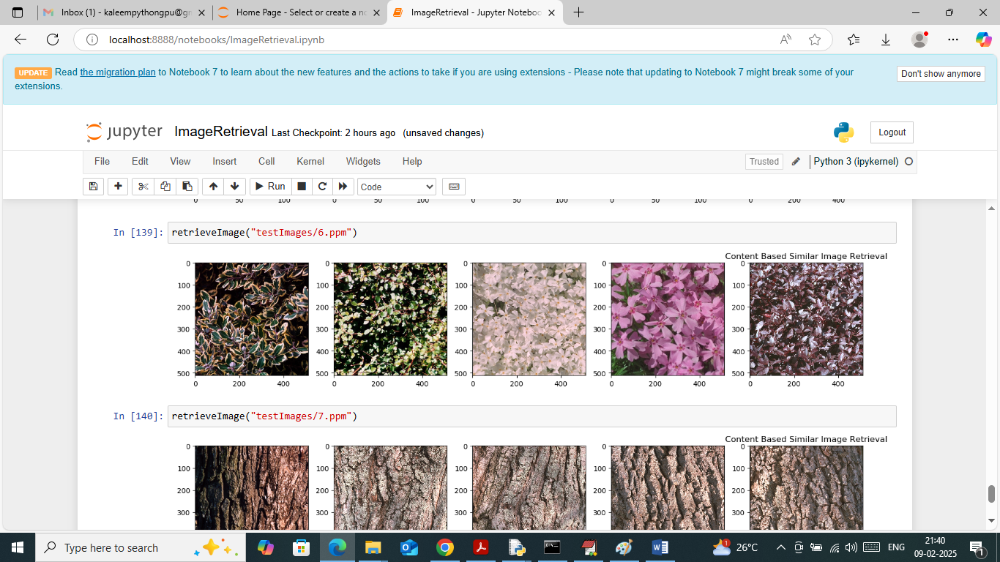 Inbox (1) - kaleempythongpu@gm
Home Page - Select or create a no
ImageRetrieval - Jupyter Notebook
localhost:8888/notebooks/ImageRetrieval.ipynb
UPDATE Read the migration plan to Notebook 7 to learn about the new features and the actions to take if you are using extensions - Please note that updating to Notebook 7 might break some of your
extensions.
Don't show anymore
jupyter ImageRetrieval Last Checkpoint: 2 hours ago (unsaved changes)
Logout
File Edit View Insert Cell Kernel Widgets Help
Trusted
Python 3 (ipykernel)
Run
Code
0 50 100 0 50 100 0 50 100 0 50 100 0 200 400
In [139]: retrieveImage("testImages/6.ppm")
Content Based Similar Image Retrieval
0 0 0 0 0
100 100 100 100 100
200 200 200 200 200
300 300 300 300 300
400 400 400 400 400
500 500 500 500 500
0 200 400 0 200 400 0 200 400 0 200 400 0 200 400
In [140]: retrieveImage("testImages/7.ppm")
Content Based Similar Image Retrieval
0 0 0 0 0
100 100 100 100 100
200 200 200 200 200
300 300 300 300 300
Type here to search
1
26°C
ENG
21:40
09-02-2025
1